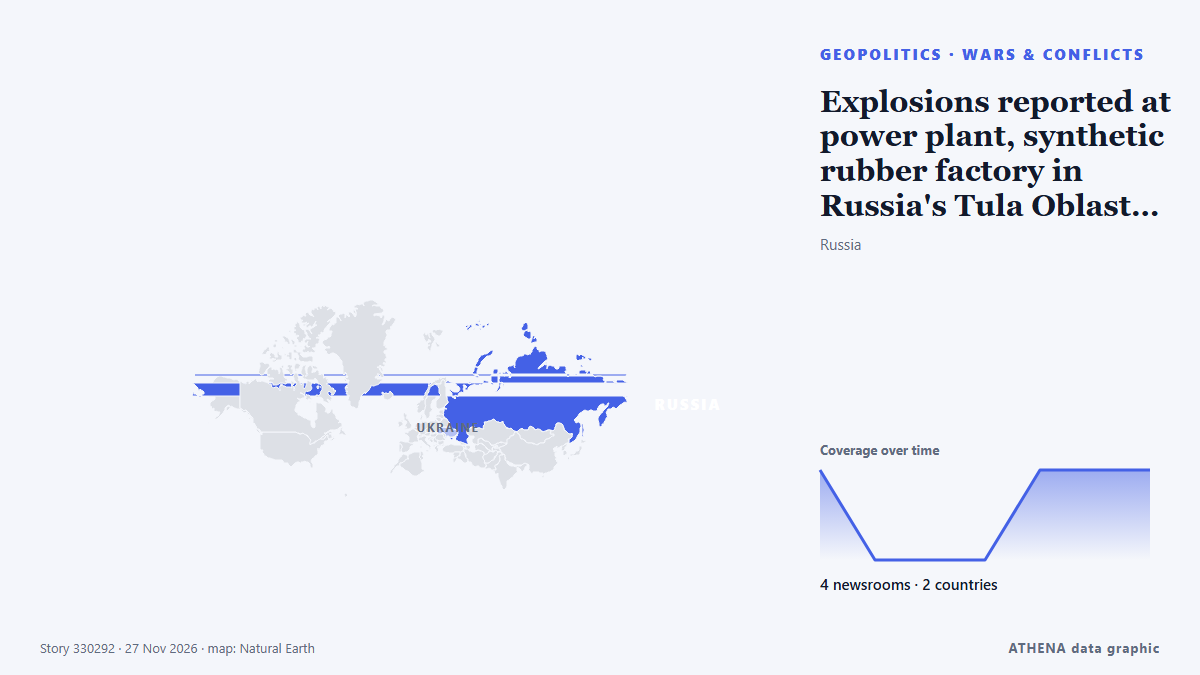 GEOPOLITICS · WARS & CONFLICTS
Explosions reported at
power plant, synthetic
rubber factory in
Russia's Tula Oblast...
Russia
RUSSIA
UKRAINE
Coverage over time
4 newsrooms · 2 countries
Story 330292 · 27 Nov 2026 · map: Natural Earth
ATHENA data graphic